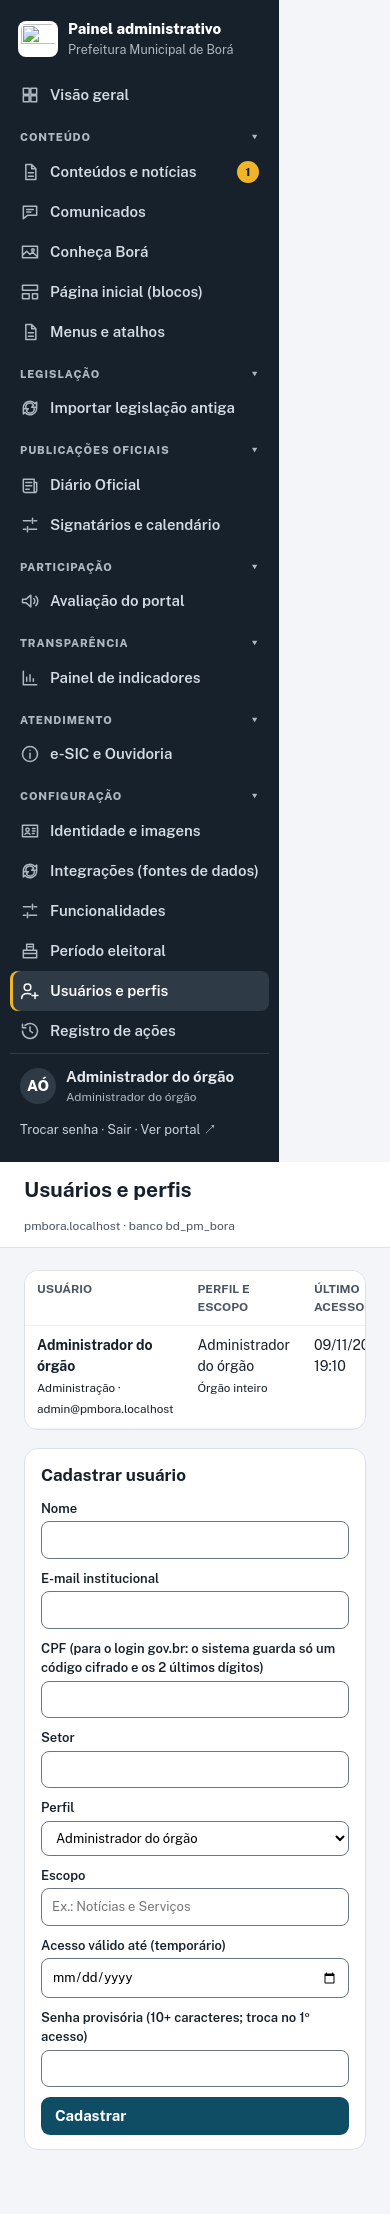 Painel administrativo
Prefeitura Municipal de Borá
Visão geral
CONTEÚDO
Conteúdos e notícias 1
Comunicados
Conheça Borá
Página inicial (blocos)
Menus e atalhos
LEGISLAÇÃO
Importar legislação antiga
PUBLICAÇÕES OFICIAIS
Diário Oficial
Signatários e calendário
PARTICIPAÇÃO
Avaliação do portal
TRANSPARÊNCIA
Painel de indicadores
ATENDIMENTO
e-SIC e Ouvidoria
CONFIGURAÇÃO
Identidade e imagens
Integrações (fontes de dados)
Funcionalidades
Período eleitoral
Usuários e perfis
Registro de ações
AÓ
Administrador do órgão
Administrador do órgão
Trocar senha · Sair · Ver portal ↗
Usuários e perfis
pmbora.localhost · banco bd_pm_bora
USUÁRIO
PERFIL E
ESCOPO
ÚLTIMO
ACESSO
Administrador do
órgão
Administração ·
admin@pmbora.localhost
Administrador
do órgão
Órgão inteiro
09/11/20
19:10
Cadastrar usuário
Nome
E-mail institucional
CPF (para o login gov.br: o sistema guarda só um
código cifrado e os 2 últimos dígitos)
Setor
Perfil
Administrador do órgão
Escopo
Ex.: Notícias e Serviços
Acesso válido até (temporário)
mm/dd/yyyy
Senha provisória (10+ caracteres; troca no 1º
acesso)
Cadastrar